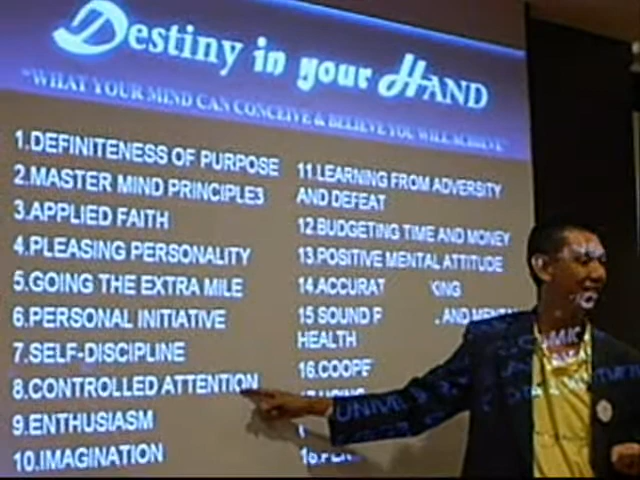 Destiny in your HAND
"WHAT YOUR MIND CAN CONCEIVE & BELIEVE YOU WILL ACHIEVE"
1.DEFINITENESS OF PURPOSE
2.MASTER MIND PRINCIPLE3
3.APPLIED FAITH
4.PLEASING PERSONALITY
5.GOING THE EXTRA MILE
6.PERSONAL INITIATIVE
7.SELF-DISCIPLINE
8.CONTROLLED ATTENTION
9.ENTHUSIASM
10.IMAGINATION
11.LEARNING FROM ADVERSITY
AND DEFEAT
12.BUDGETING TIME AND MONEY
13.POSITIVE MENTAL ATTITUDE
14.ACCURAT KING
15 SOUND P AND MENTA
HEALTH
16.COOPE